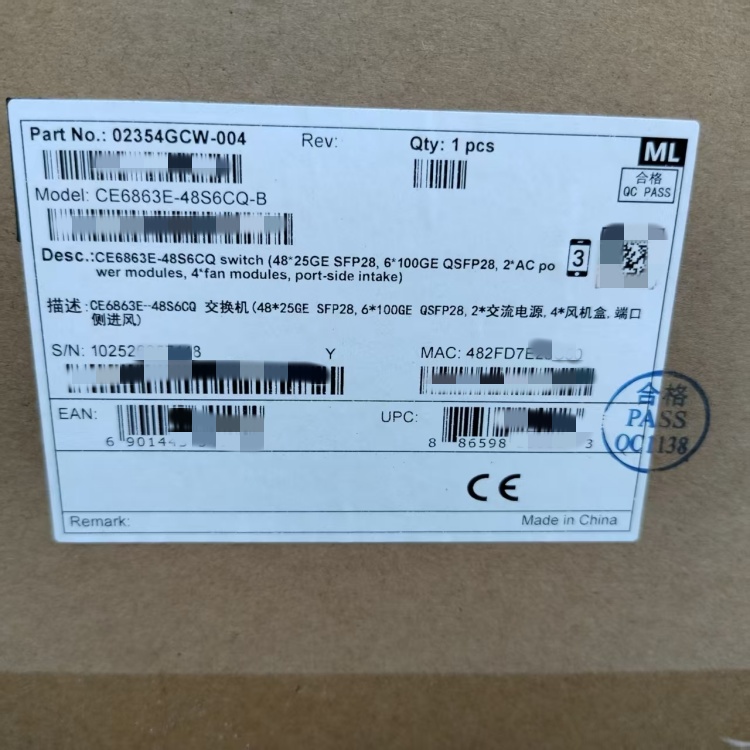 Part No.: 02354GCW-004
Rev:
Qty: 1 pcs
ML
合格
QC PASS
Model: CE6863E-48S6CQ-B
Desc.:CE6863E-48S6CQ switch (48*25GE SFP28, 6*100GE QSFP28, 2*AC po
wer modules, 4*fan modules, port-side intake)
3
描述:CE6863E-48S6CQ 交换机(48*25GE SFP28,6*100GE QSFP28,2*交流电源,4*风机盒,端口
侧进风)
S/N:
Y
MAC:
EAN:
UPC:
8 86598
3
合格
PASS
QC1138
CE
Remark:
Made in China